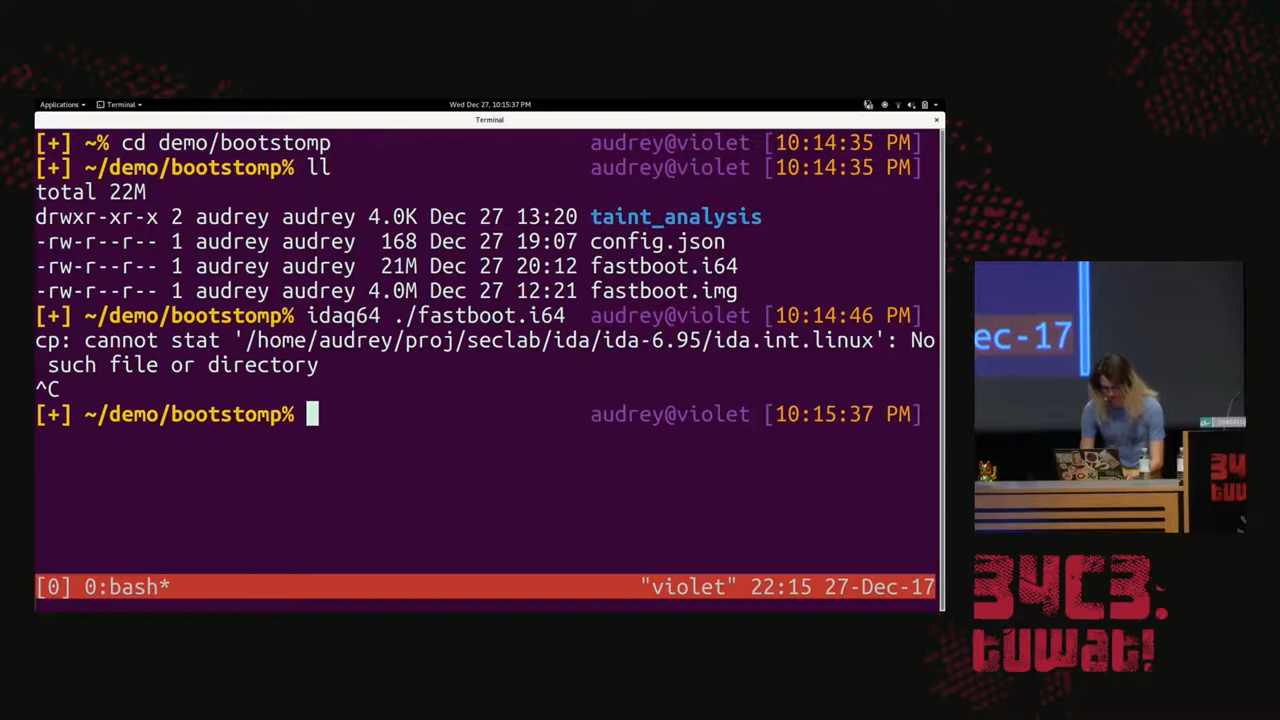 Applications
Terminal
Wed Dec 27, 10:15:37 PM
Terminal
[+] ~% cd demo/bootstomp audrey@violet [10:14:35 PM]
[+] ~/demo/bootstomp% ll audrey@violet [10:14:35 PM]
total 22M
drwxr-xr-x 2 audrey audrey 4.0K Dec 27 13:20 taint_analysis
-rw-r--r-- 1 audrey audrey 168 Dec 27 19:07 config.json
-rw-r--r-- 1 audrey audrey 21M Dec 27 20:12 fastboot.i64
-rw-r--r-- 1 audrey audrey 4.0M Dec 27 12:21 fastboot.img
[+] ~/demo/bootstomp% idaq64 ./fastboot.i64 audrey@violet [10:14:46 PM]
cp: cannot stat '/home/audrey/proj/seclab/ida/ida-6.95/ida.int.linux': No
such file or directory
^C
[+] ~/demo/bootstomp% audrey@violet [10:15:37 PM]
[0] 0:bash* "violet" 22:15 27-Dec-17
ec-17
34C3.
tuwat!